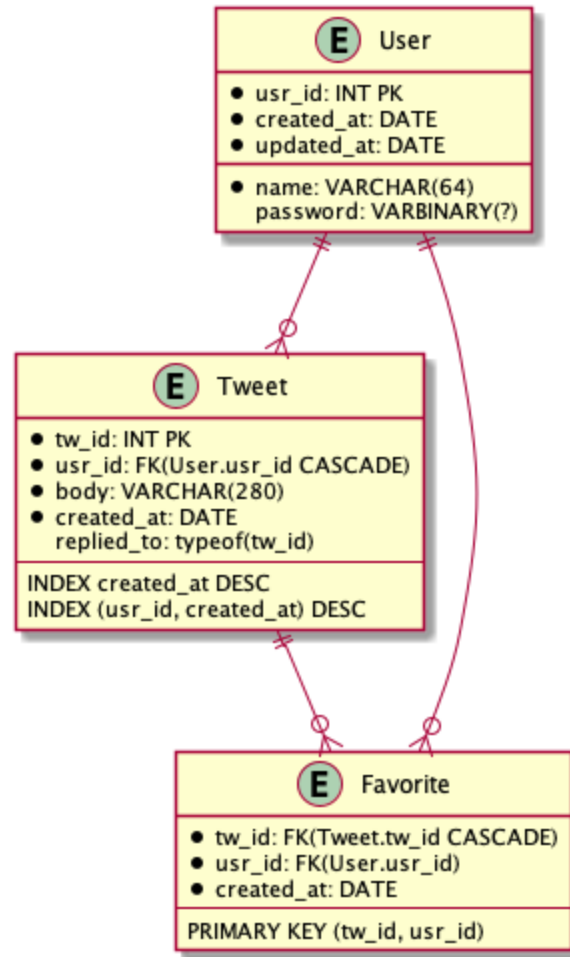 E User
usr_id: INT PK
created_at: DATE
updated_at: DATE
name: VARCHAR(64)
password: VARBINARY(?)
E Tweet
tw_id: INT PK
usr_id: FK(User.usr_id CASCADE)
body: VARCHAR(280)
created_at: DATE
replied_to: typeof(tw_id)
INDEX created_at DESC
INDEX (usr_id, created_at) DESC
E Favorite
tw_id: FK(Tweet.tw_id CASCADE)
usr_id: FK(User.usr_id)
created_at: DATE
PRIMARY KEY (tw_id, usr_id)